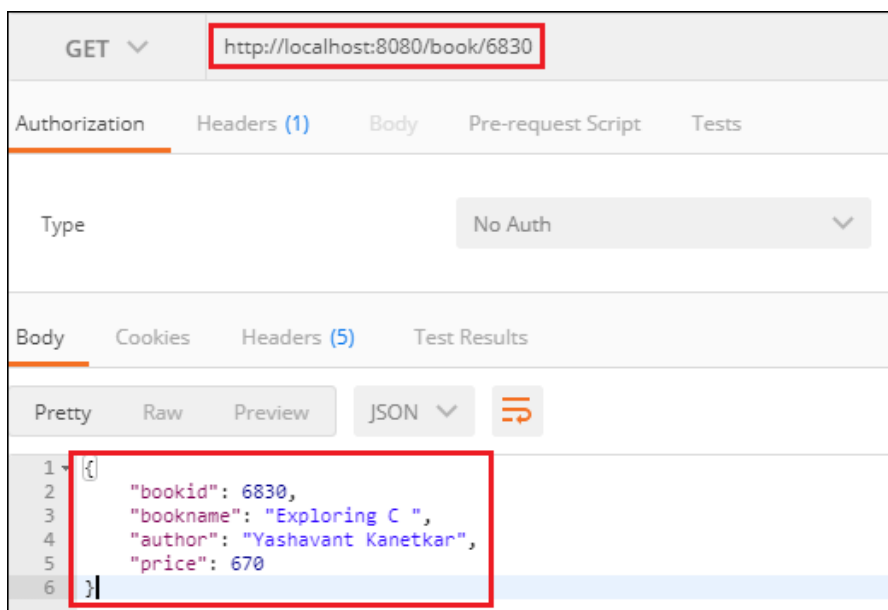 GET http://localhost:8080/book/6830
Authorization Headers (1) Body Pre-request Script Tests
Type No Auth
Body Cookies Headers (5) Test Results
Pretty Raw Preview JSON
1 {
2 "bookid": 6830,
3 "bookname": "Exploring C ",
4 "author": "Yashavant Kanetkar",
5 "price": 670
6 }